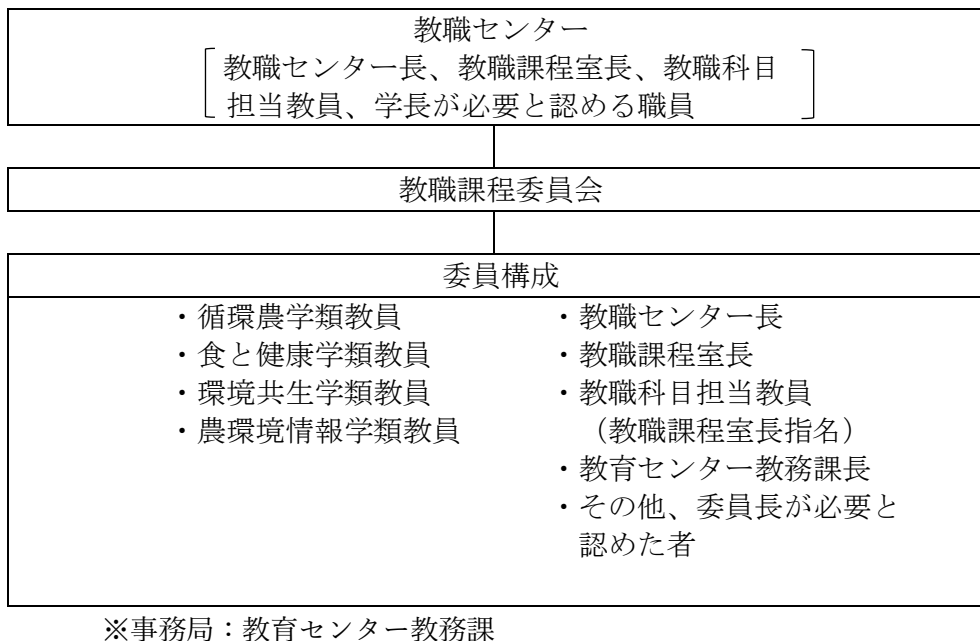 教職センター
教職センター長、教職課程室長、教職科目
担当教員、学長が必要と認める職員
教職課程委員会
委員構成
・循環農学類教員
・食と健康学類教員
・環境共生学類教員
・農環境情報学類教員
・教職センター長
・教職課程室長
・教職科目担当教員
（教職課程室長指名）
・教育センター教務課長
・その他、委員長が必要と
認めた者
※事務局：教育センター教務課